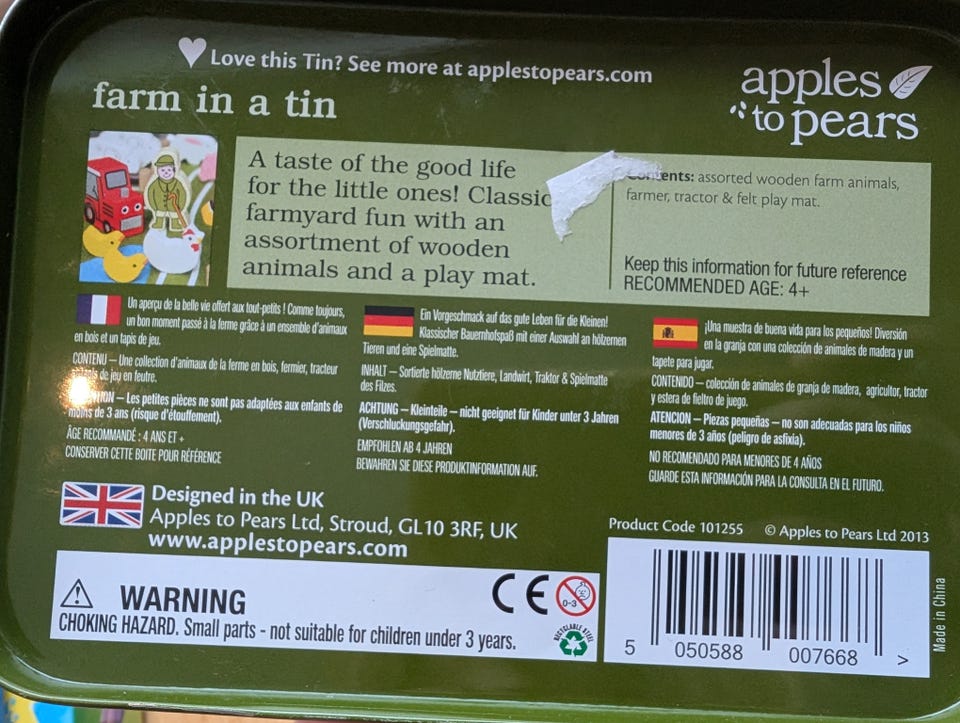 Love this Tin? See more at applestopears.com
farm in a tin
apples
to pears
A taste of the good life
for the little ones! Classic
farmyard fun with an
assortment of wooden
animals and a play mat.
Contents: assorted wooden farm animals,
farmer, tractor & felt play mat.
Keep this information for future reference
RECOMMENDED AGE: 4+
Un aperçu de la belle vie offert aux tout-petits ! Comme toujours,
un bon moment passé à la ferme grâce à un ensemble d'animaux
en bois et un tapis de jeu.
CONTENU – Une collection d'animaux de la ferme en bois, fermier, tracteur
de jeu en feutre.
– Les petites pièces ne sont pas adaptées aux enfants de
moins de 3 ans (risque d'étouffement).
ÂGE RECOMMANDÉ : 4 ANS ET +
CONSERVER CETTE BOITE POUR RÉFÉRENCE
Ein Vorgeschmack auf das gute Leben für die Kleinen!
Klassischer Bauernhofspaß mit einer Auswahl an hölzernen
Tieren und eine Spielmatte.
INHALT – Sortierte hölzerne Nutztiere, Landwirt, Traktor & Spielmatte
des Filzes.
ACHTUNG – Kleinteile – nicht geeignet für Kinder unter 3 Jahren
(Verschluckungsgefahr).
EMPFOHLEN AB 4 JAHREN
BEWAHREN SIE DIESE PRODUKTINFORMATION AUF.
¡Una muestra de buena vida para los pequeños! Diversión
en la granja con una colección de animales de madera y un
tapete para jugar.
CONTENIDO – colección de animales de granja de madera, agricultor, tractor
y estera de fieltro de juego.
ATENCION – Piezas pequeñas – no son adecuadas para los niños
menores de 3 años (peligro de asfixia).
NO RECOMENDADO PARA MENORES DE 4 AÑOS
GUARDE ESTA INFORMACIÓN PARA LA CONSULTA EN EL FUTURO.
Designed in the UK
Apples to Pears Ltd, Stroud, GL10 3RF, UK
www.applestopears.com
Product Code 101255 © Apples to Pears Ltd 2013
WARNING
CHOKING HAZARD. Small parts - not suitable for children under 3 years.
CE
0-3
RECYCLABLE STEEL
5 050588 007668 >
Made in China